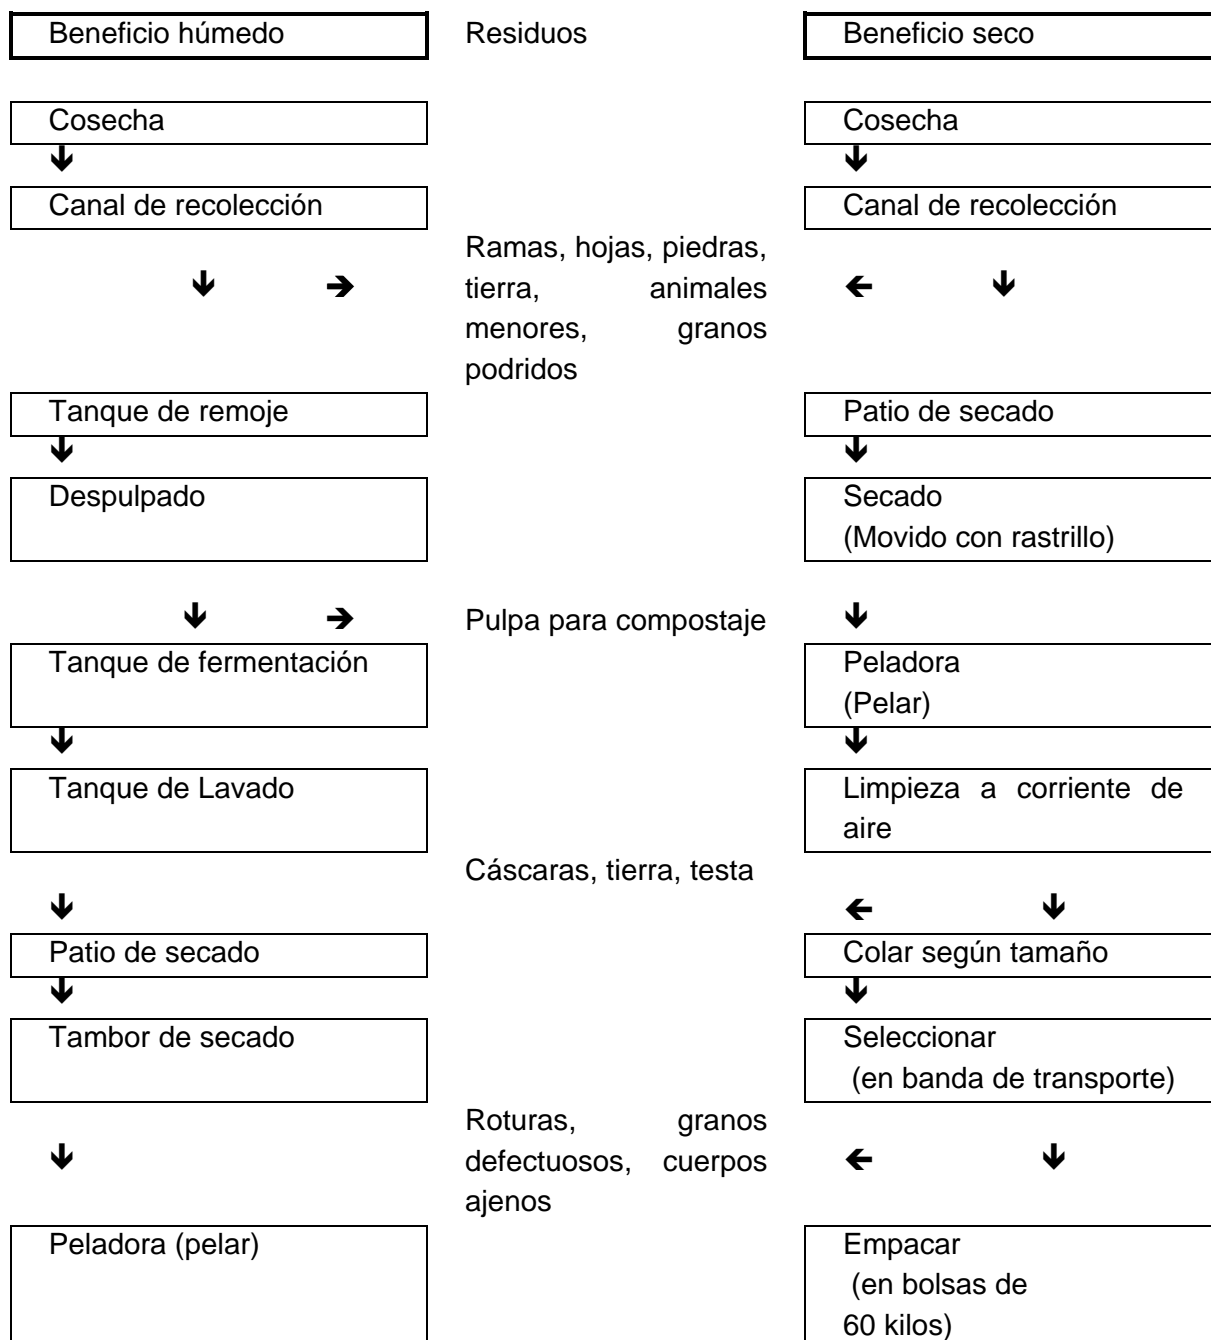 Beneficio húmedo
Residuos
Beneficio seco
Cosecha
Cosecha
Canal de recolección
Canal de recolección
Ramas, hojas, piedras,
tierra, animales
menores, granos
podridos
Tanque de remoje
Patio de secado
Despulpado
Secado
(Movido con rastrillo)
Pulpa para compostaje
Tanque de fermentación
Peladora
(Pelar)
Tanque de Lavado
Limpieza a corriente de
aire
Cáscaras, tierra, testa
Patio de secado
Colar según tamaño
Tambor de secado
Seleccionar
(en banda de transporte)
Roturas, granos
defectuosos, cuerpos
ajenos
Peladora (pelar)
Empacar
(en bolsas de
60 kilos)